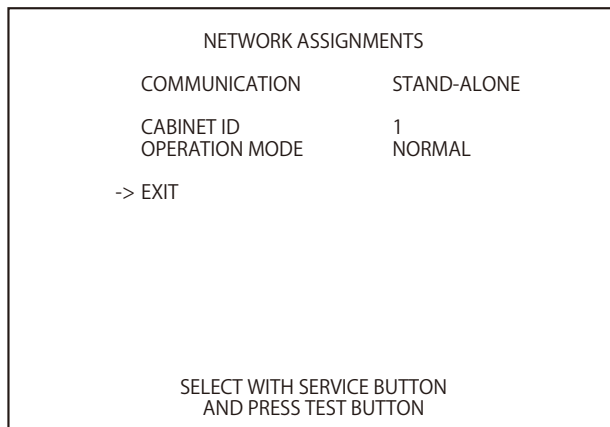 NETWORK ASSIGNMENTS
COMMUNICATION STAND-ALONE
CABINET ID 1
OPERATION MODE NORMAL
-> EXIT
SELECT WITH SERVICE BUTTON
AND PRESS TEST BUTTON